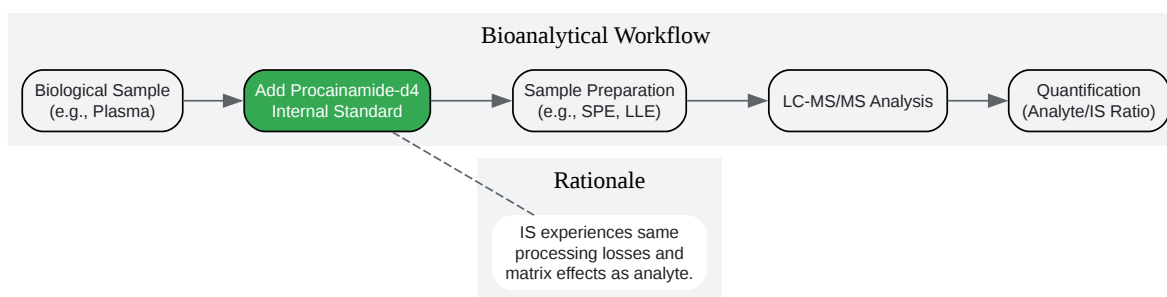 Bioanalytical Workflow
Biological Sample
(e.g., Plasma)
Add Procainamide-d4
Internal Standard
Sample Preparation
(e.g., SPE, LLE)
LC-MS/MS Analysis
Quantification
(Analyte/IS Ratio)
Rationale
IS experiences same
processing losses and
matrix effects as analyte.